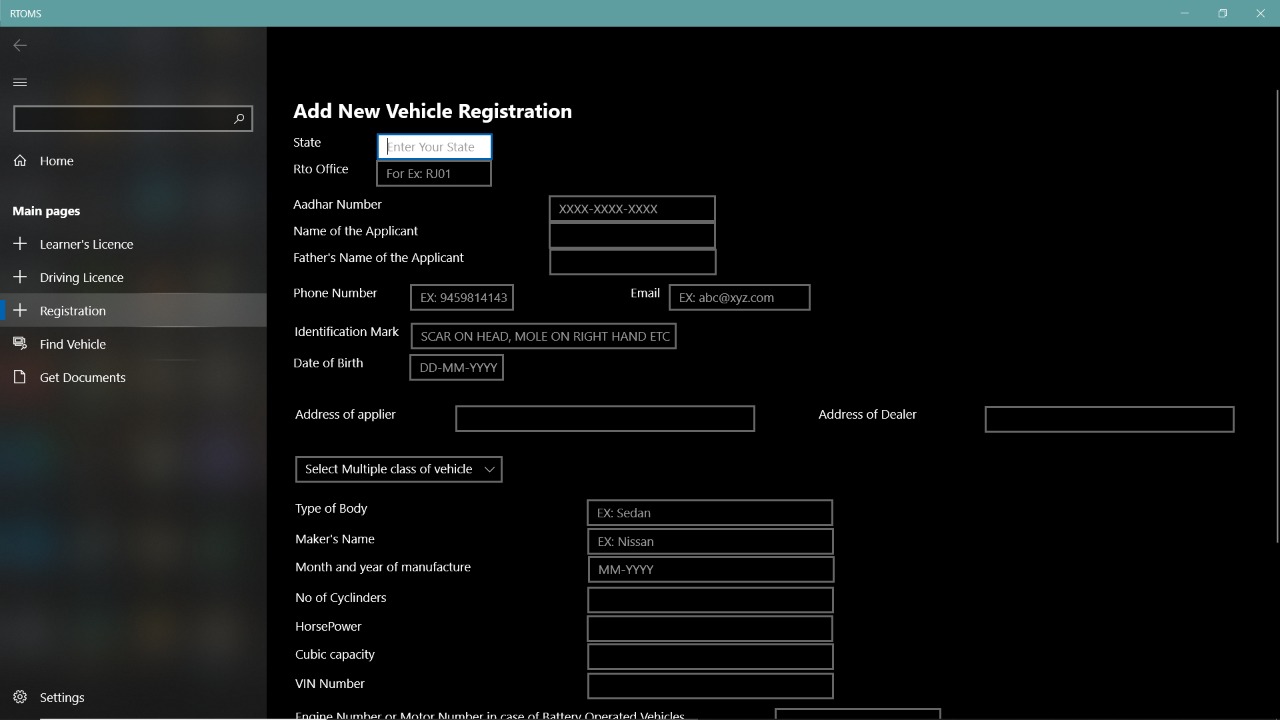 RTOMS
Home
Main pages
Learner's Licence
Driving Licence
Registration
Find Vehicle
Get Documents
Settings
Add New Vehicle Registration
State Enter Your State
Rto Office For Ex: RJ01
Aadhar Number XXXX-XXXX-XXXX
Name of the Applicant
Father's Name of the Applicant
Phone Number EX: 9459814143 Email EX: abc@xyz.com
Identification Mark SCAR ON HEAD, MOLE ON RIGHT HAND ETC
Date of Birth DD-MM-YYYY
Address of applier Address of Dealer
Select Multiple class of vehicle
Type of Body EX: Sedan
Maker's Name EX: Nissan
Month and year of manufacture MM-YYYY
No of Cyclinders
HorsePower
Cubic capacity
VIN Number
Engine Number or Motor Number in case of Battery Operated Vehicles